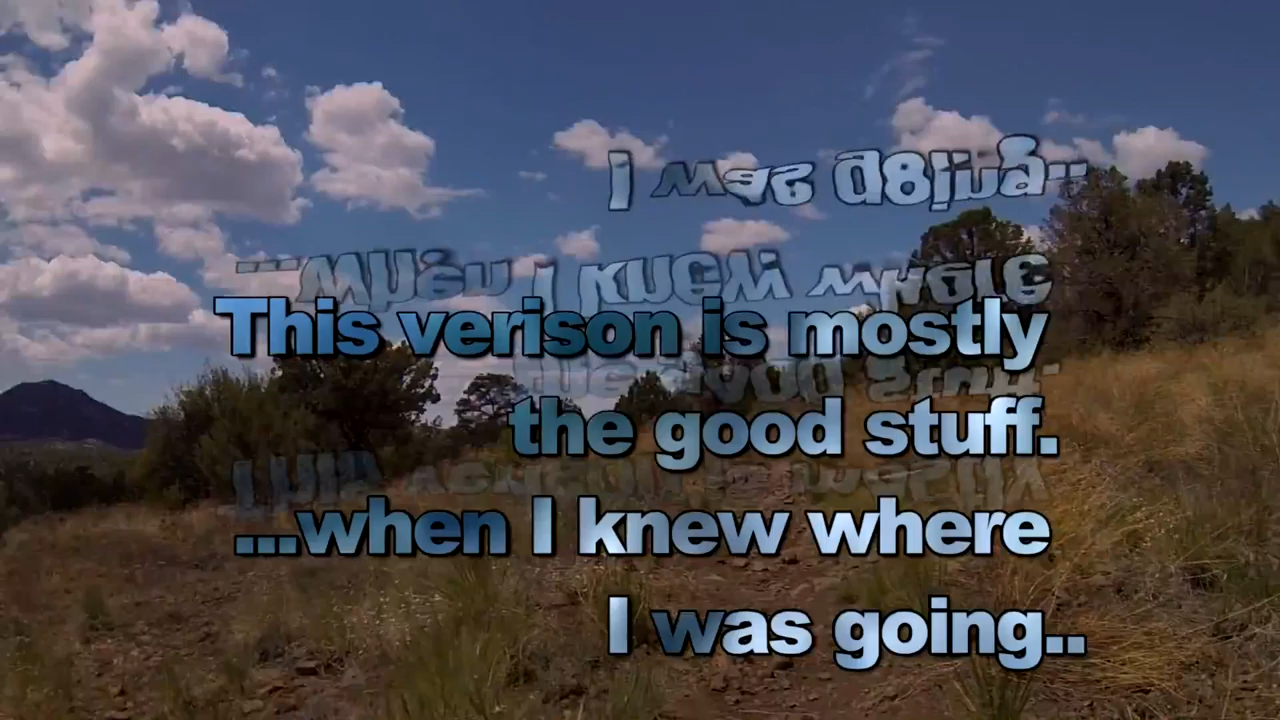 This verison is mostly
the good stuff.
...when I knew where
I was going..